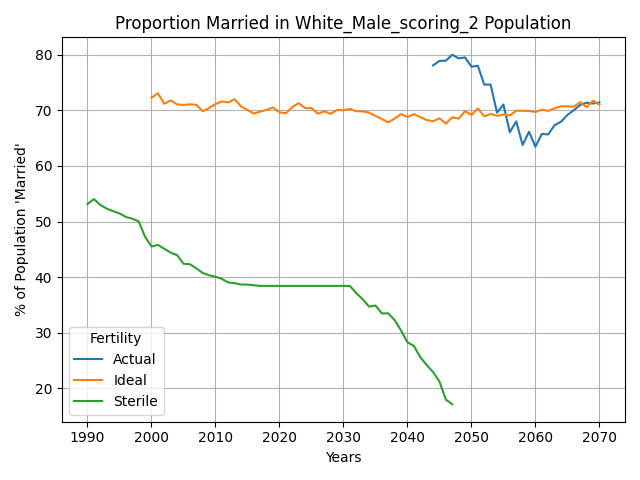 Proportion Married in White_Male_scoring_2 Population
% of Population 'Married'
80
70
60
50
40
30
20
Fertility
Actual
Ideal
Sterile
1990 2000 2010 2020 2030 2040 2050 2060 2070
Years